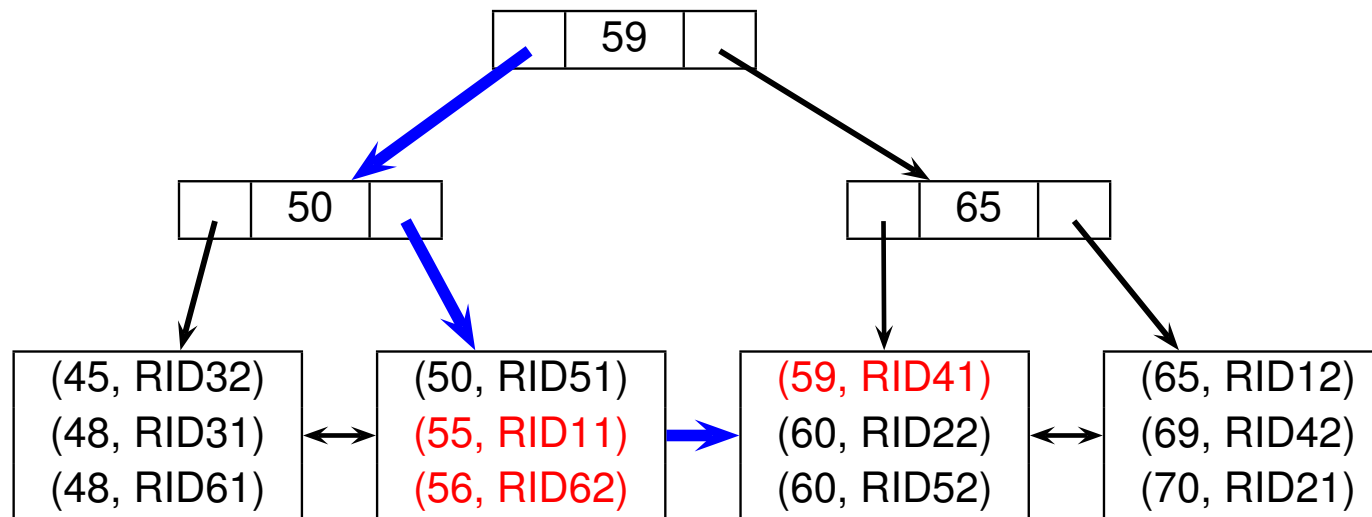 59
50
65
(45, RID32)
(48, RID31)
(48, RID61)
(50, RID51)
(55, RID11)
(56, RID62)
(59, RID41)
(60, RID22)
(60, RID52)
(65, RID12)
(69, RID42)
(70, RID21)